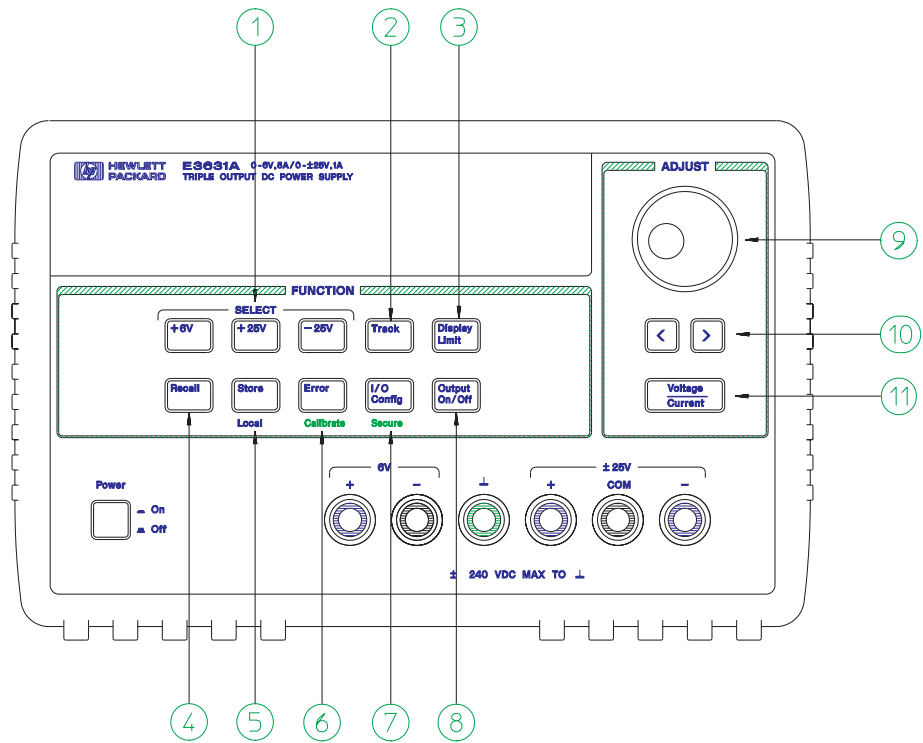 1 2 3
hp HEWLETT PACKARD
E3631A 0-6V,5A/0-±25V,1A
TRIPLE OUTPUT DC POWER SUPPLY
ADJUST
9
FUNCTION
SELECT
+6V +25V −25V Track Display Limit
< >
10
Recall Store Error I/O Config Output On/Off
Voltage
Current
11
Local Calibrate Secure
Power
On
Off
6V ±25V
+ − ⊥ + COM −
± 240 VDC MAX TO ⊥
4 5 6 7 8